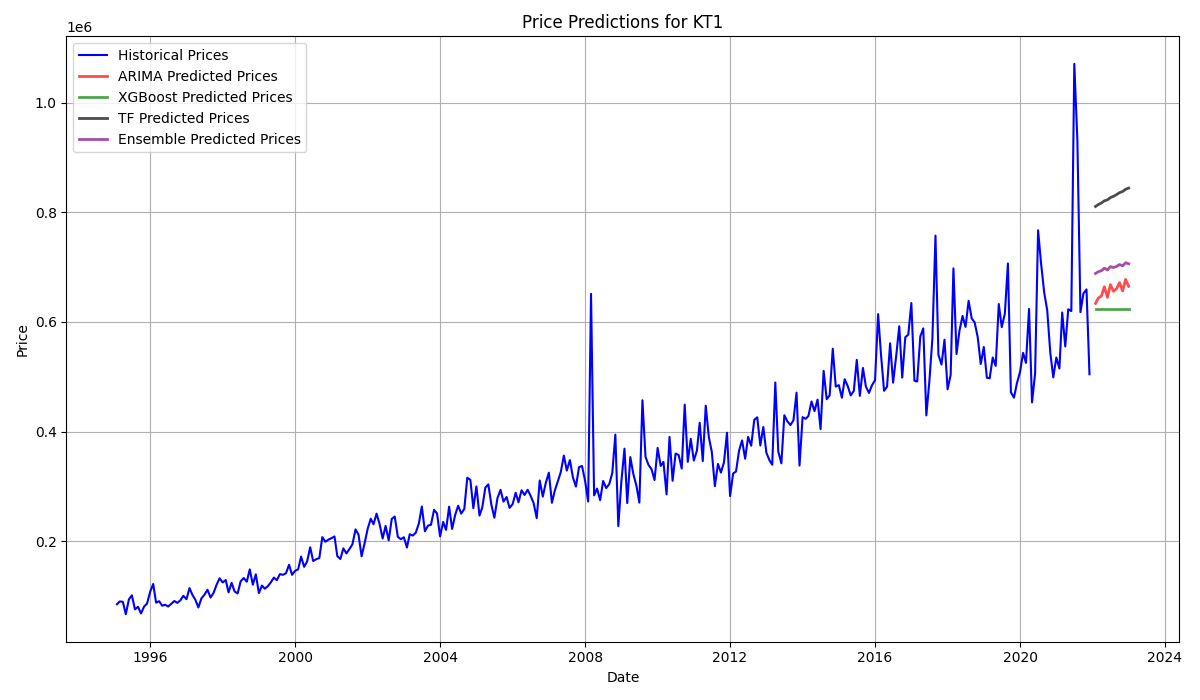 Price Predictions for KT1
1e6
Historical Prices
ARIMA Predicted Prices
XGBoost Predicted Prices
TF Predicted Prices
Ensemble Predicted Prices
1.0
0.8
0.6
0.4
0.2
Price
1996 2000 2004 2008 2012 2016 2020 2024
Date